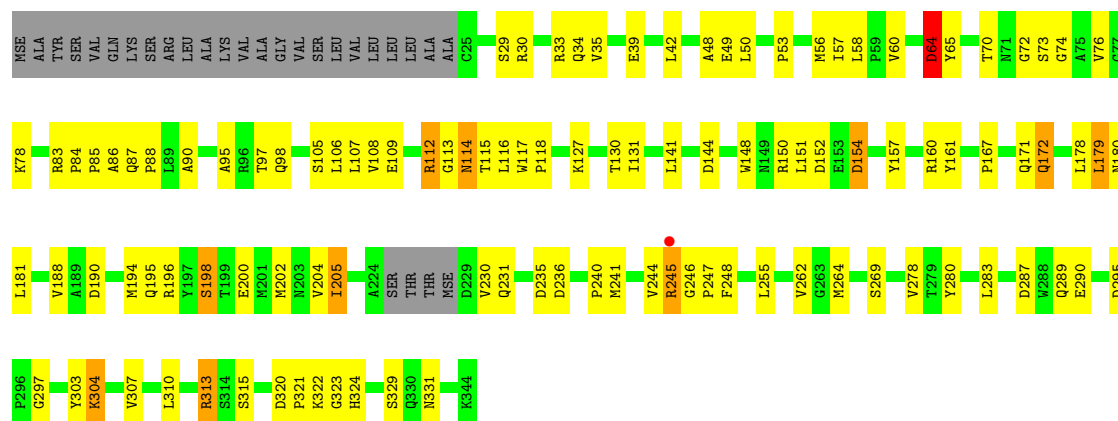 MSE ALA TYR SER VAL GLN LYS SER ARG LEU ALA LYS VAL ALA GLY VAL SER LEU VAL LEU LEU LEU ALA ALA C25 S29 R30 R33 Q34 V35 E39 L42 A48 E49 L50 P53 M56 I57 L58 P59 V60 D64 Y65 T70 N71 G72 S73 G74 A75 V76 G77
K78 R83 P84 P85 A86 Q87 P88 L89 A90 A95 R96 T97 Q98 S105 L106 L107 V108 E109 R112 G113 N114 T115 L116 W117 P118 K127 T130 I131 L141 D144 W148 N149 R150 L151 D152 E153 D154 Y157 R160 Y161 P167 Q171 Q172 L178 L179 N180
L181 V188 A189 D190 M194 Q195 R196 Y197 S198 T199 E200 M201 M202 N203 V204 I205 A224 SER THR THR MSE D229 V230 Q231 D235 D236 P240 M241 V244 R245 G246 P247 F248 L255 V262 G263 M264 S269 V278 T279 Y280 L283 D287 W288 Q289 E290 D295
P296 G297 Y303 K304 V307 L310 R313 S314 S315 D320 P321 K322 G323 H324 S329 Q330 N331 K344